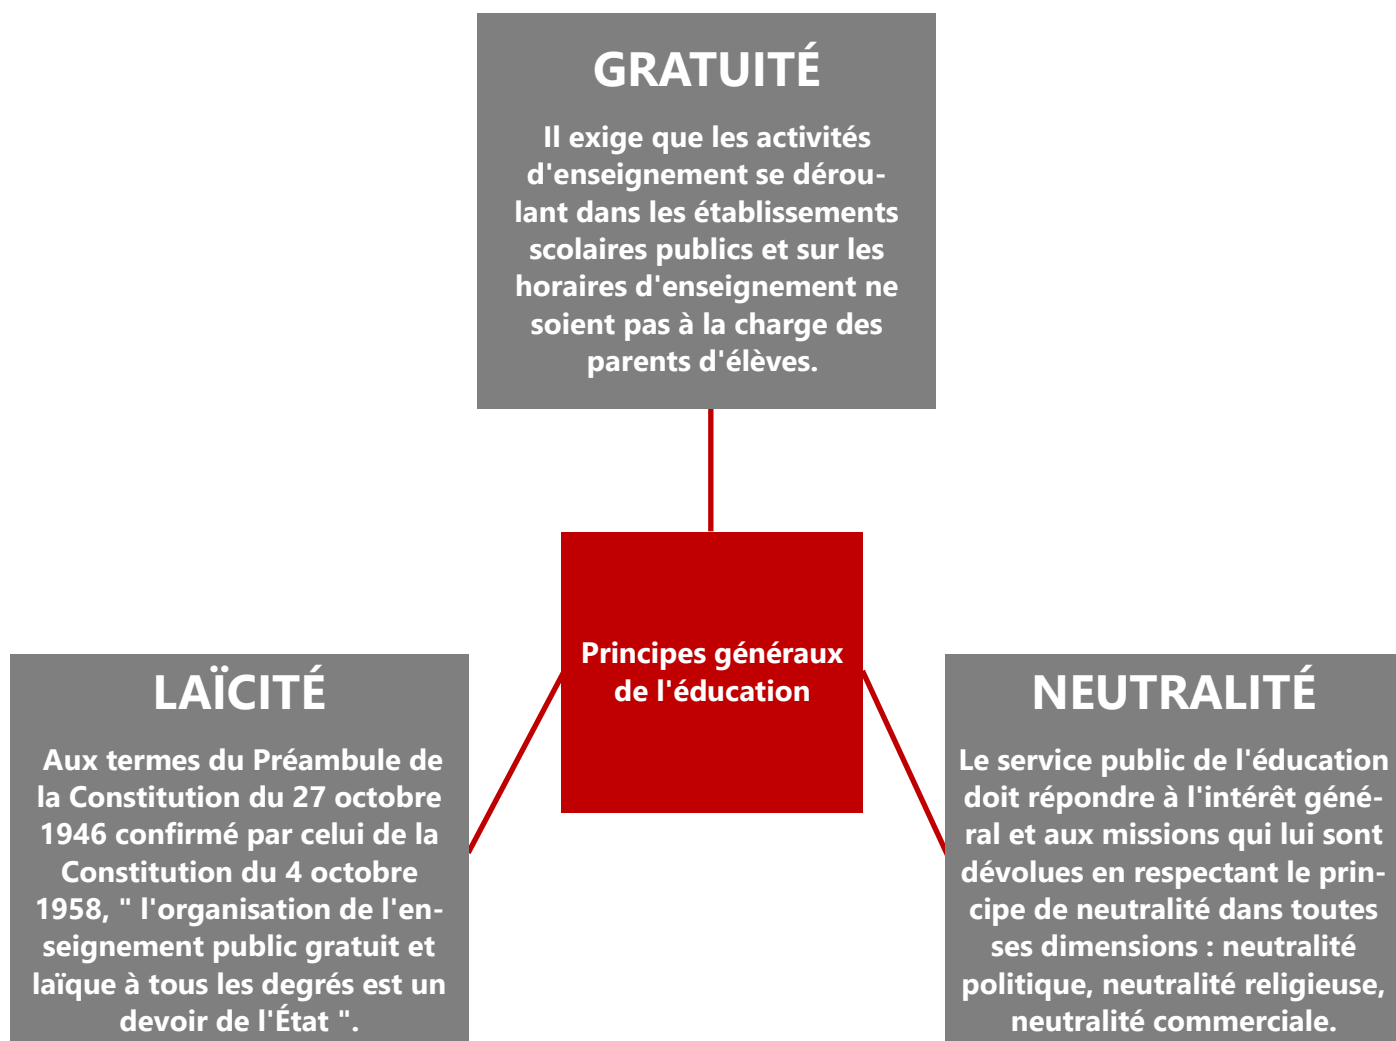 GRATUITÉ
Il exige que les activités
d'enseignement se dérou-
lant dans les établissements
scolaires publics et sur les
horaires d'enseignement ne
soient pas à la charge des
parents d'élèves.
Principes généraux
de l'éducation
LAÏCITÉ
Aux termes du Préambule de
la Constitution du 27 octobre
1946 confirmé par celui de la
Constitution du 4 octobre
1958, " l'organisation de l'en-
seignement public gratuit et
laïque à tous les degrés est un
devoir de l'État ".
NEUTRALITÉ
Le service public de l'éducation
doit répondre à l'intérêt géné-
ral et aux missions qui lui sont
dévolues en respectant le prin-
cipe de neutralité dans toutes
ses dimensions : neutralité
politique, neutralité religieuse,
neutralité commerciale.